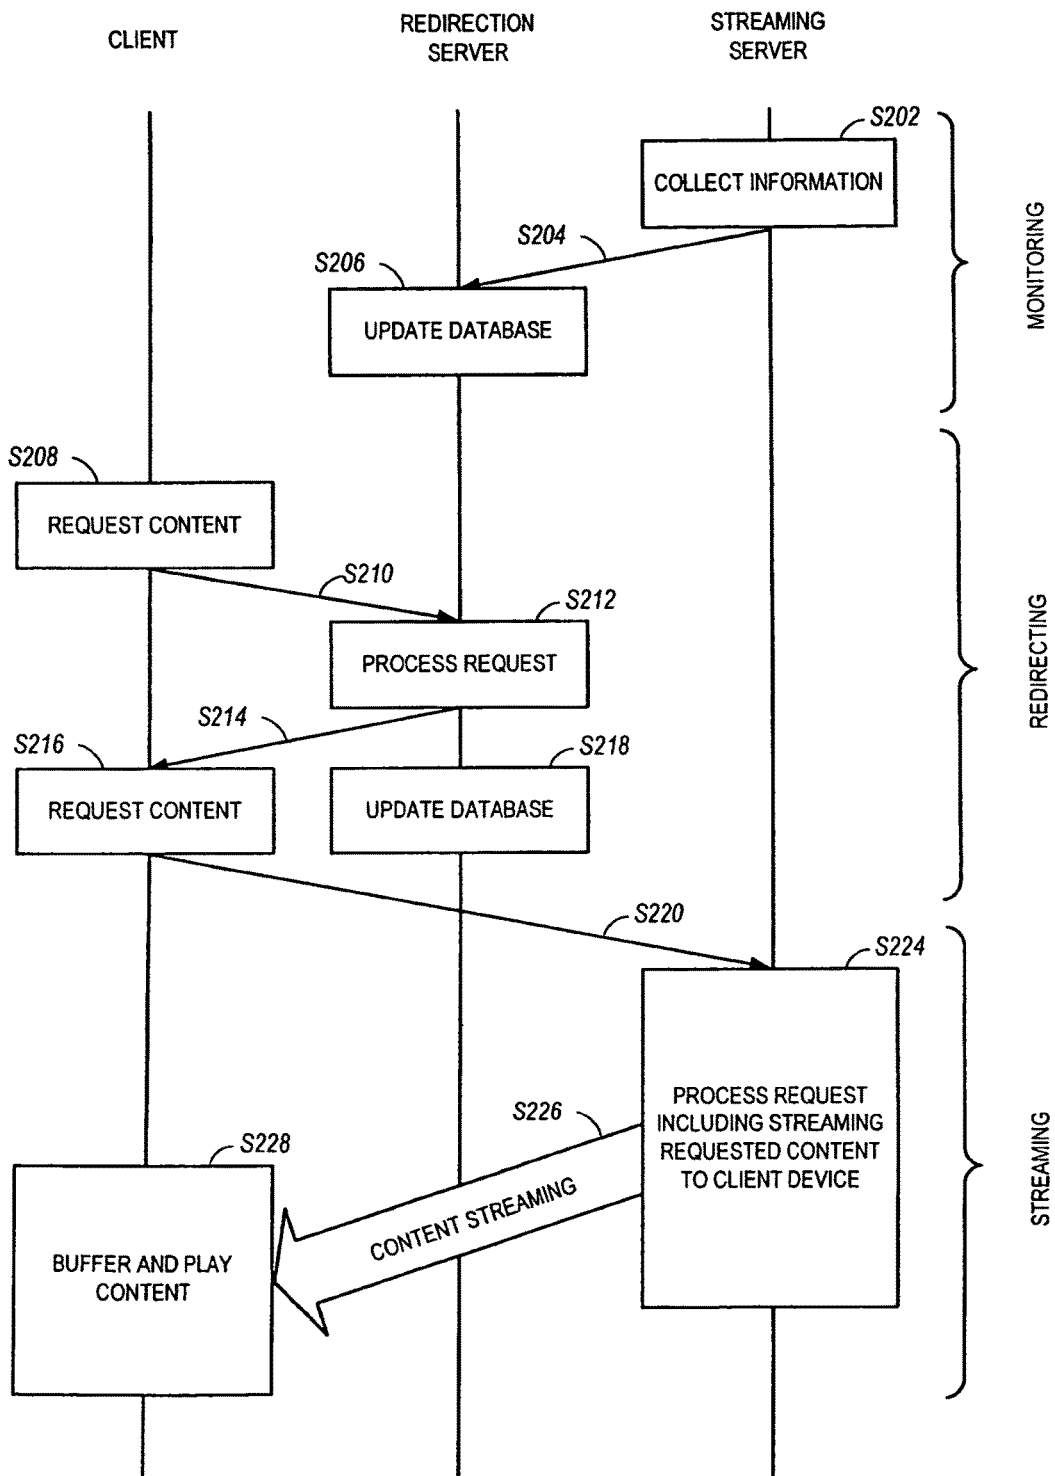 CLIENT
REDIRECTION
SERVER
STREAMING
SERVER
S202
COLLECT INFORMATION
S204
S206
UPDATE DATABASE
MONITORING
S208
REQUEST CONTENT
S210
S212
PROCESS REQUEST
S214
S216
REQUEST CONTENT
S218
UPDATE DATABASE
REDIRECTING
S220
S224
PROCESS REQUEST
INCLUDING STREAMING
REQUESTED CONTENT
TO CLIENT DEVICE
S226
CONTENT STREAMING
S228
BUFFER AND PLAY
CONTENT
STREAMING